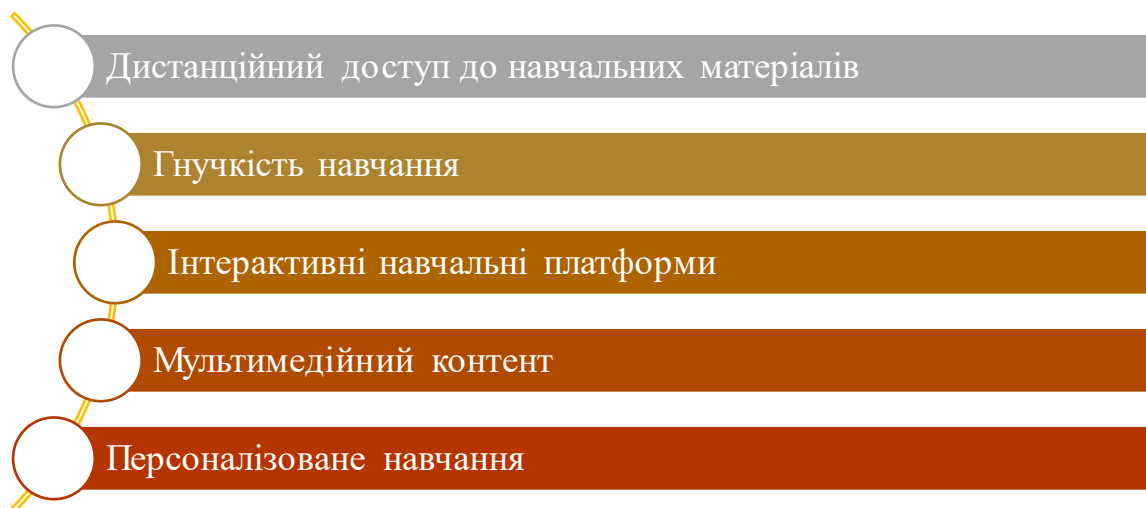 Дистанційний доступ до навчальних матеріалів
Гнучкість навчання
Інтерактивні навчальні платформи
Мультимедійний контент
Персоналізоване навчання